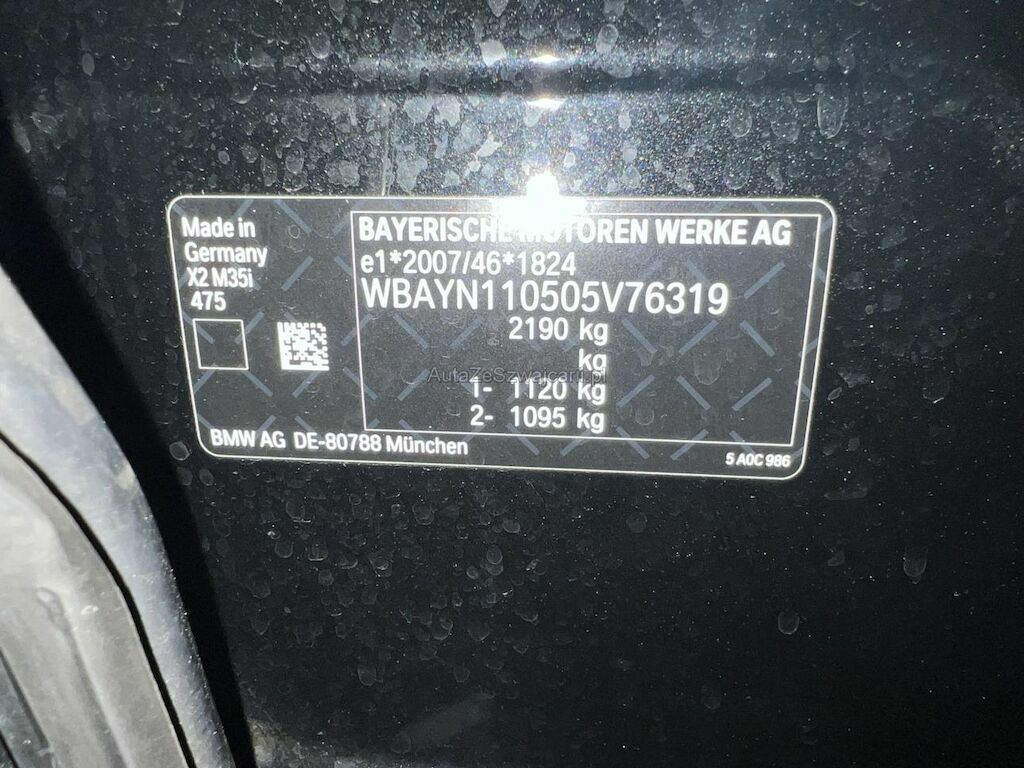 Made in
Germany
X2 M35i
475
BAYERISCHE MOTOREN WERKE AG
e1*2007/46*1824
WBAYN110505V76319
2190 kg
kg
1- 1120 kg
2- 1095 kg
BMW AG DE-80788 München
5 A0C 986
AutaZeSzwajcarii.pl